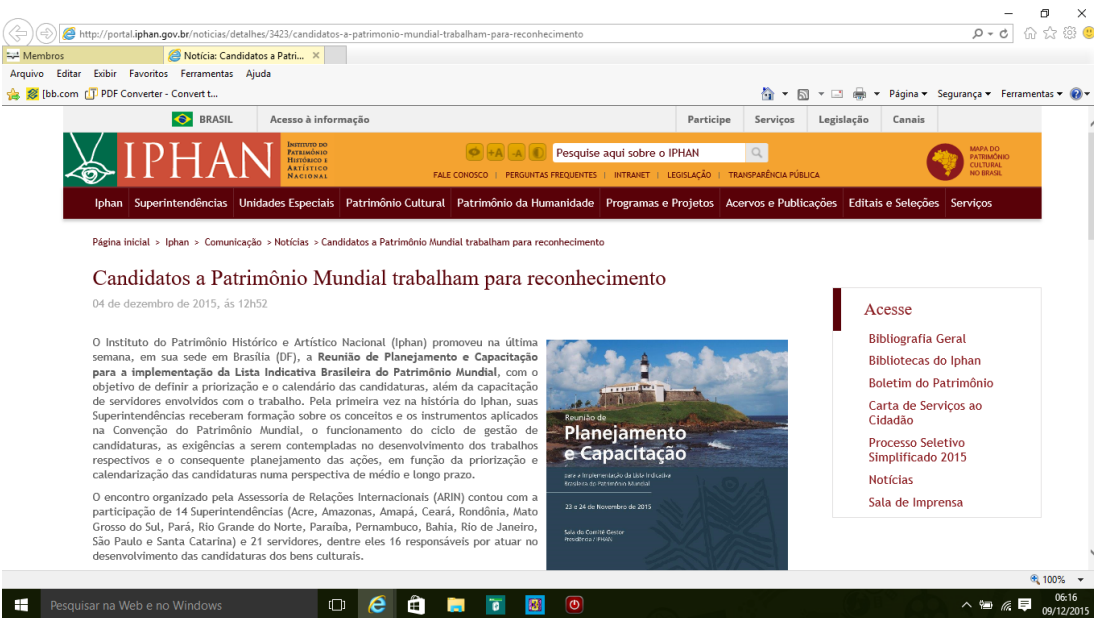 http://portal.iphan.gov.br/noticias/detalhes/3423/candidatos-a-patrimonio-mundial-trabalham-para-reconhecimento
Membros
Notícia: Candidatos a Patri...
Arquivo Editar Exibir Favoritos Ferramentas Ajuda
[bb.com PDF Converter - Convert t...
Página Segurança Ferramentas
BRASIL Acesso à informação Participe Serviços Legislação Canais
IPHAN
INSTITUTO DO
PATRIMÔNIO
HISTÓRICO E
ARTÍSTICO
NACIONAL
+A -A Pesquise aqui sobre o IPHAN
FALE CONOSCO | PERGUNTAS FREQUENTES | INTRANET | LEGISLAÇÃO | TRANSPARÊNCIA PÚBLICA
MAPA DO
PATRIMÔNIO
CULTURAL
NO BRASIL
Iphan Superintendências Unidades Especiais Patrimônio Cultural Patrimônio da Humanidade Programas e Projetos Acervos e Publicações Editais e Seleções Serviços
Página inicial > Iphan > Comunicação > Notícias > Candidatos a Patrimônio Mundial trabalham para reconhecimento
Candidatos a Patrimônio Mundial trabalham para reconhecimento
04 de dezembro de 2015, às 12h52
O Instituto do Patrimônio Histórico e Artístico Nacional (Iphan) promoveu na última
semana, em sua sede em Brasília (DF), a Reunião de Planejamento e Capacitação
para a implementação da Lista Indicativa Brasileira do Patrimônio Mundial, com o
objetivo de definir a priorização e o calendário das candidaturas, além da capacitação
de servidores envolvidos com o trabalho. Pela primeira vez na história do Iphan, suas
Superintendências receberam formação sobre os conceitos e os instrumentos aplicados
na Convenção do Patrimônio Mundial, o funcionamento do ciclo de gestão de
candidaturas, as exigências a serem contempladas no desenvolvimento dos trabalhos
respectivos e o consequente planejamento das ações, em função da priorização e
calendarização das candidaturas numa perspectiva de médio e longo prazo.
O encontro organizado pela Assessoria de Relações Internacionais (ARIN) contou com a
participação de 14 Superintendências (Acre, Amazonas, Amapá, Ceará, Rondônia, Mato
Grosso do Sul, Pará, Rio Grande do Norte, Paraíba, Pernambuco, Bahia, Rio de Janeiro,
São Paulo e Santa Catarina) e 21 servidores, dentre eles 16 responsáveis por atuar no
desenvolvimento das candidaturas dos bens culturais.
Reunião de
Planejamento
e Capacitação
para a Implementação da Lista Indicativa
Brasileira do Patrimônio Mundial
23 a 24 de Novembro de 2015
Sala do Comitê Gestor
Presidência / IPHAN
Acesse
Bibliografia Geral
Bibliotecas do Iphan
Boletim do Patrimônio
Carta de Serviços ao
Cidadão
Processo Seletivo
Simplificado 2015
Notícias
Sala de Imprensa
100%
Pesquisar na Web e no Windows
06:16
09/12/2015